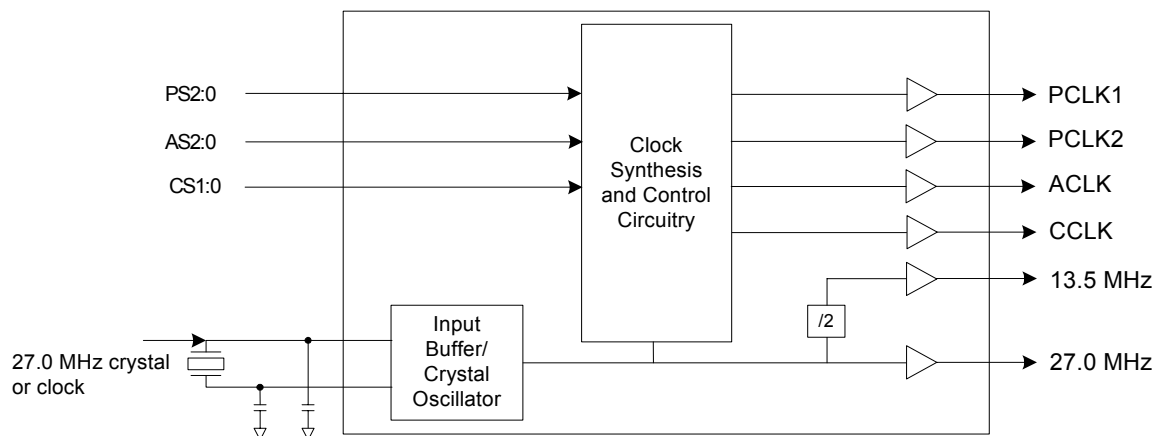 PS2:0
AS2:0
CS1:0
Clock
Synthesis
and Control
Circuitry
PCLK1
PCLK2
ACLK
CCLK
13.5 MHz
/2
27.0 MHz
Input
Buffer/
Crystal
Oscillator
27.0 MHz crystal
or clock